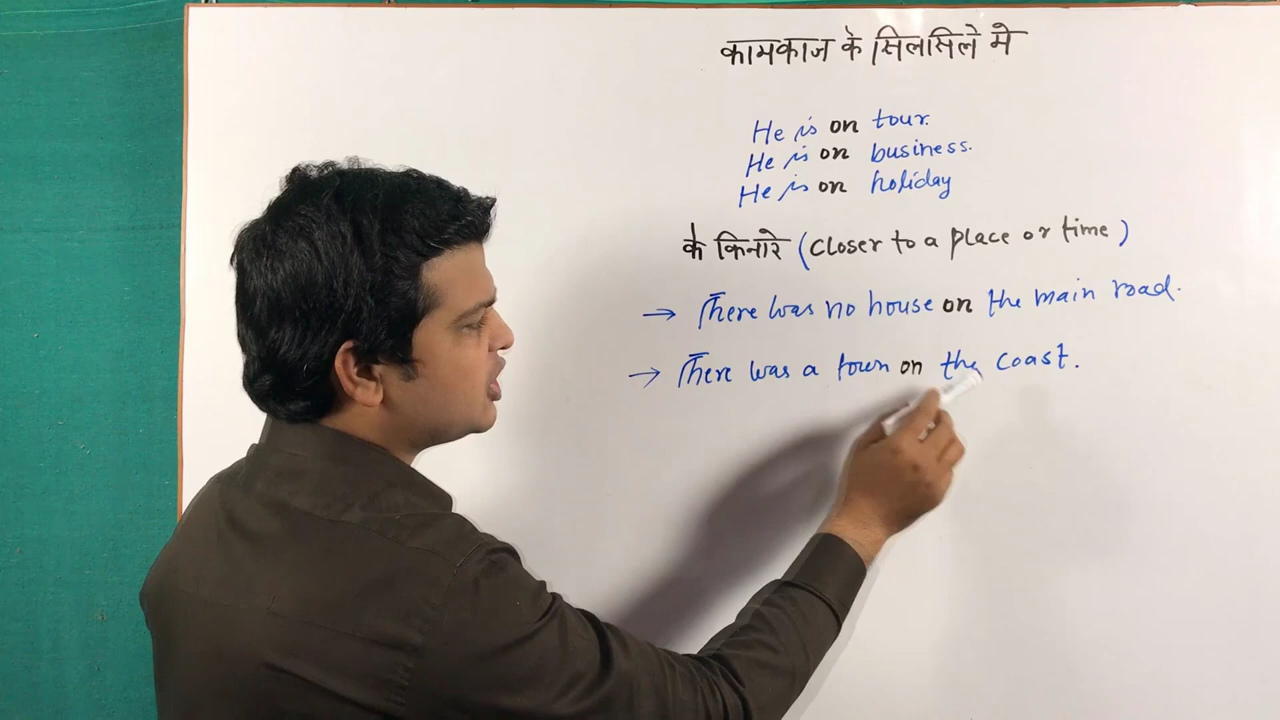 कामकाज के सिलसिले मे
He is on tour.
He is on business.
He is on holiday
के किनारे (closer to a place or time)
→ There was no house on the main road.
→ There was a town on the coast.